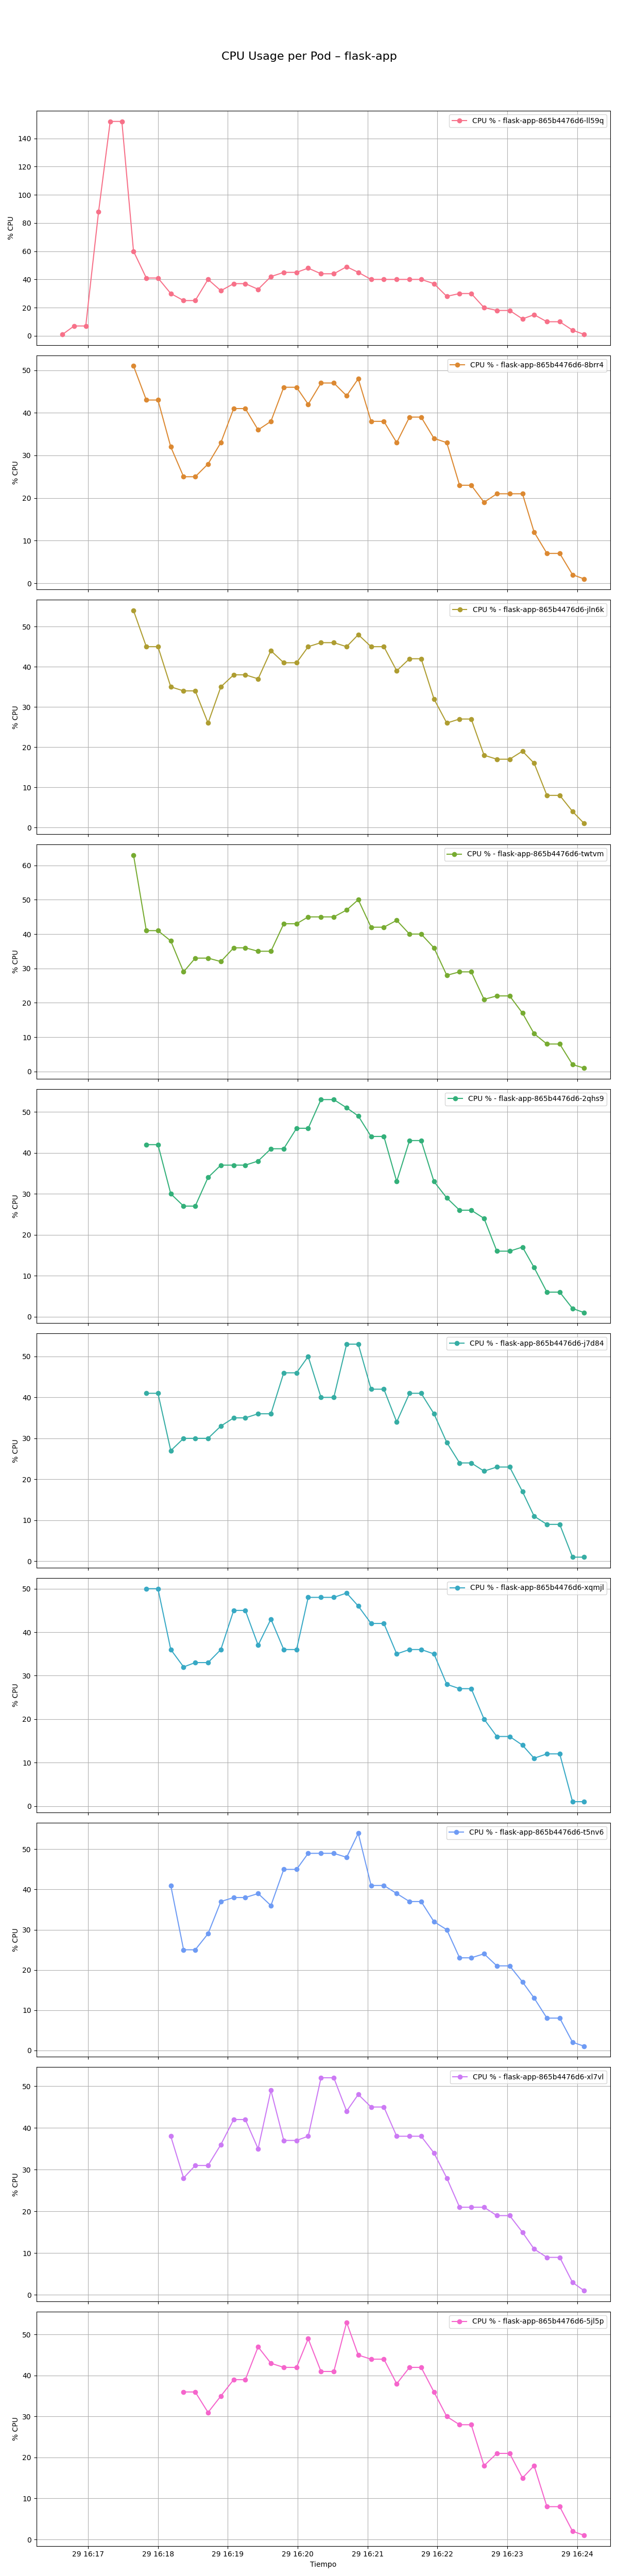 CPU Usage per Pod – flask-app
CPU % - flask-app-865b4476d6-ll59q
140
120
100
80
60
40
20
0
% CPU
CPU % - flask-app-865b4476d6-8brr4
50
40
30
20
10
0
% CPU
CPU % - flask-app-865b4476d6-jln6k
50
40
30
20
10
0
% CPU
CPU % - flask-app-865b4476d6-twtvm
60
50
40
30
20
10
0
% CPU
CPU % - flask-app-865b4476d6-2qhs9
50
40
30
20
10
0
% CPU
CPU % - flask-app-865b4476d6-j7d84
50
40
30
20
10
0
% CPU
CPU % - flask-app-865b4476d6-xqmjl
50
40
30
20
10
0
% CPU
CPU % - flask-app-865b4476d6-t5nv6
50
40
30
20
10
0
% CPU
CPU % - flask-app-865b4476d6-xl7vl
50
40
30
20
10
0
% CPU
CPU % - flask-app-865b4476d6-5jl5p
50
40
30
20
10
0
% CPU
29 16:17 29 16:18 29 16:19 29 16:20 29 16:21 29 16:22 29 16:23 29 16:24
Tiempo